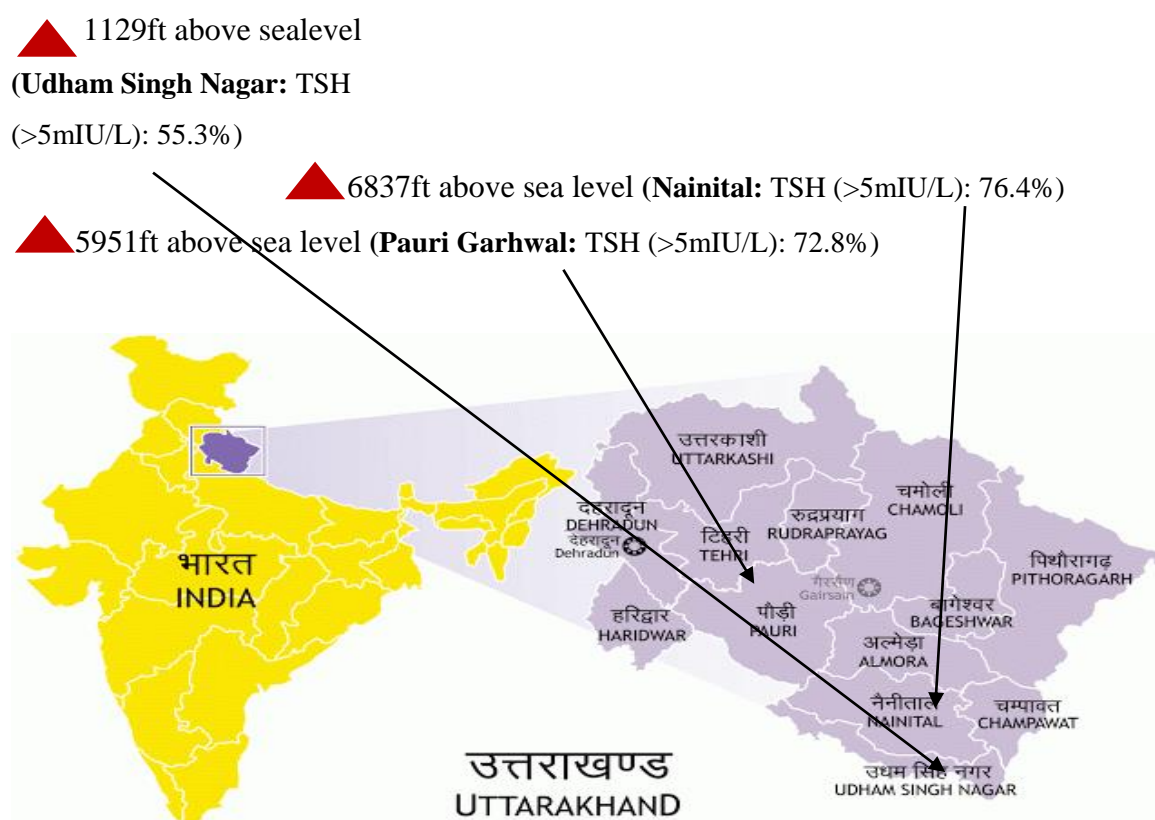 1129ft above sealevel
(Udham Singh Nagar: TSH
(>5mIU/L): 55.3%)
6837ft above sea level (Nainital: TSH (>5mIU/L): 76.4%)
5951ft above sea level (Pauri Garhwal: TSH (>5mIU/L): 72.8%)
उत्तरकाशी
UTTARKASHI
चमोली
CHAMOLI
देहरादून
DEHRADUN
देहरादून
Dehradun
टिहरी
TEHRI
रुद्रप्रयाग
RUDRAPRAYAG
पिथौरागढ़
PITHORAGARH
भारत
INDIA
गैरसैंण
Gairsain
हरिद्वार
HARIDWAR
पौड़ी
PAURI
बागेश्वर
BAGESHWAR
अल्मेड़ा
ALMORA
नैनीताल
NAINITAL
चम्पावत
CHAMPAWAT
उधम सिंह नगर
UDHAM SINGH NAGAR
उत्तराखण्ड
UTTARAKHAND